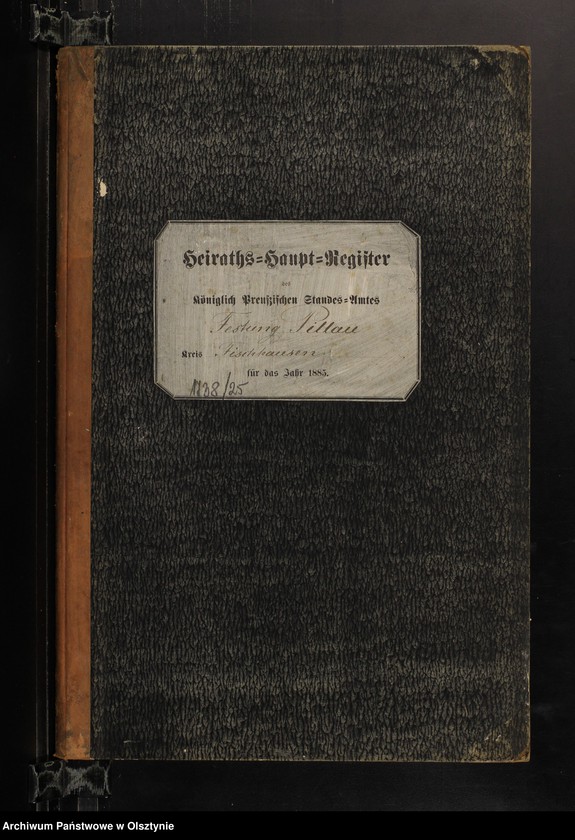 Heiraths-Haupt-Register
des
Königlich Preußischen Standes-Amtes
Festung Pillau
Kreis Fischhausen
für das Jahr 1885.
1738/25
Archiwum Państwowe w Olsztynie